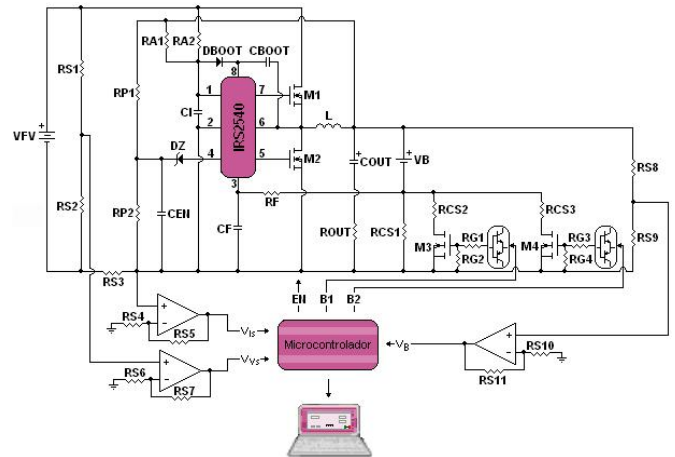 RA1 RA2 DBOOT CBOOT
RS1
RP1
8
1 7 M1
CI
IRS2540
VFV + 2 6 L
DZ
4 5 M2
+ COUT + VB
RS8
3
RS2
RP2
CEN
CF
RF
ROUT
RCS1
RCS2
RCS3
M3 RG1
RG2
M4 RG3
RG4
RS9
RS3
EN B1 B2
RS4
+
-
RS5
VIs
Microcontrolador
VB
+
-
RS10
RS11
RS6
+
-
RS7
VVs